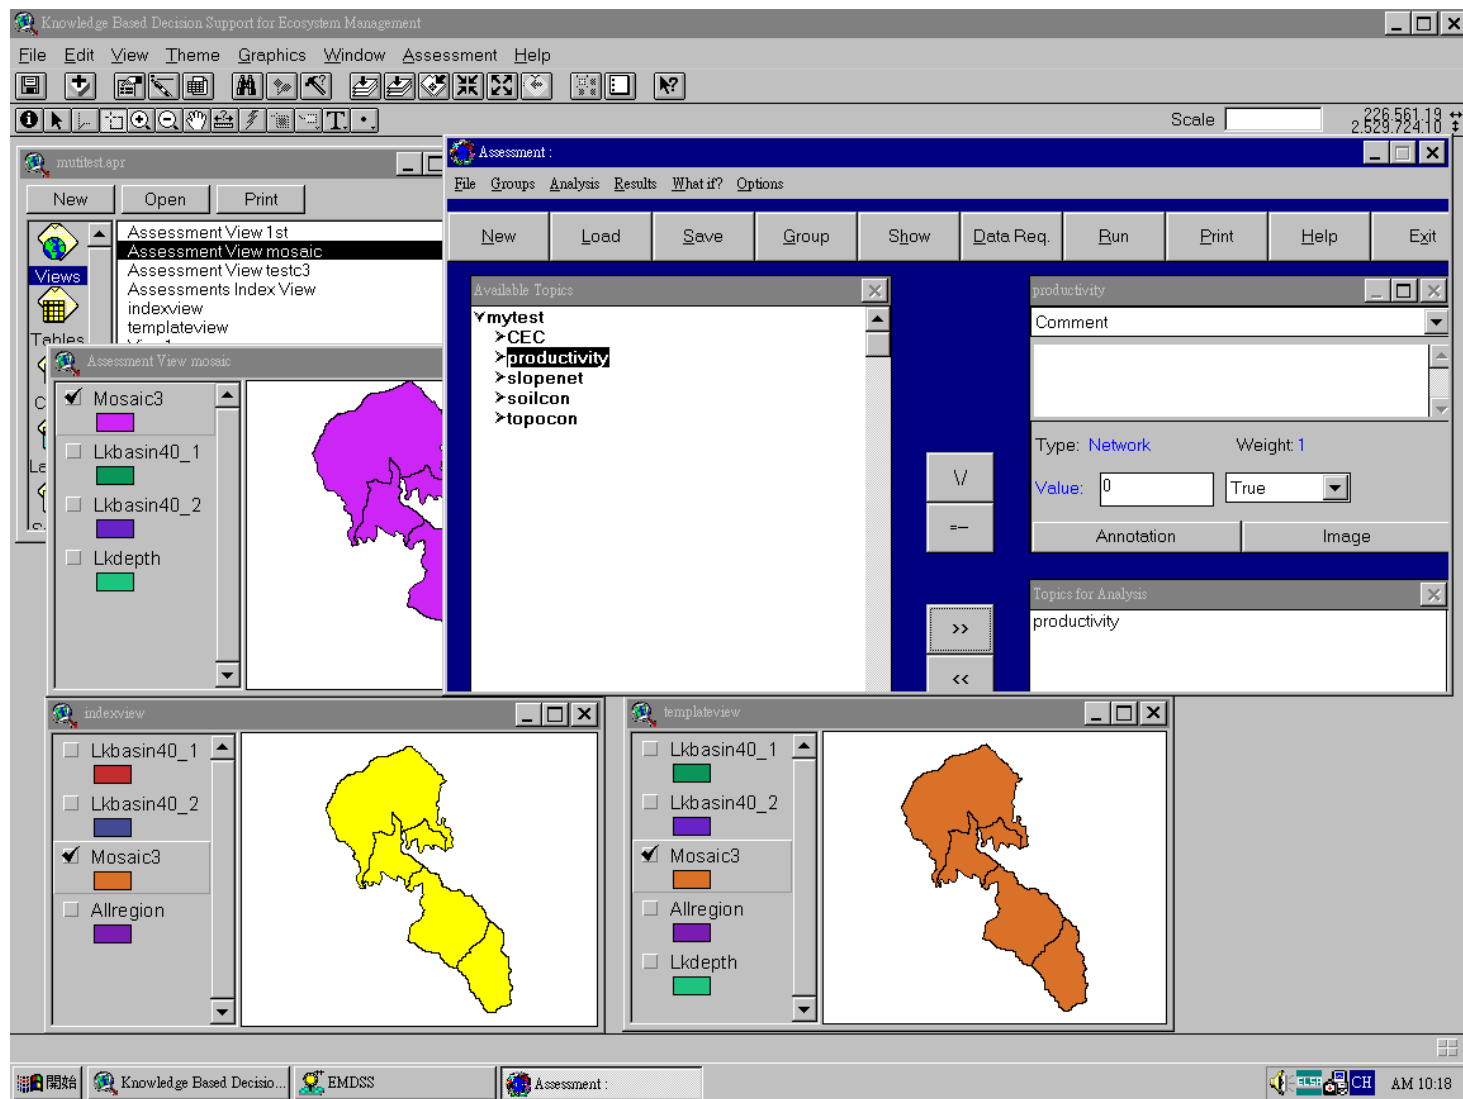 Knowledge Based Decision Support for Ecosystem Management
File Edit View Theme Graphics Window Assessment Help
Scale
226,561.19
2,529,724.10
mutitest.apr
New Open Print
Views
Tables
Assessment View 1st
Assessment View mosaic
Assessment View testc3
Assessments Index View
indexview
templateview
Assessment View mosaic
Mosaic3
Lkbasin40_1
Lkbasin40_2
Lkdepth
Assessment :
File Groups Analysis Results What if? Options
New Load Save Group Show Data Req. Run Print Help Exit
Available Topics
mytest
CEC
productivity
slopenet
soilcon
topocon
\/
=–
>>
<<
productivity
Comment
Type: Network Weight: 1
Value: 0 True
Annotation Image
Topics for Analysis
productivity
indexview
Lkbasin40_1
Lkbasin40_2
Mosaic3
Allregion
templateview
Lkbasin40_1
Lkbasin40_2
Mosaic3
Allregion
Lkdepth
開始 Knowledge Based Decisio... EMDSS Assessment : ELSA CH AM 10:18